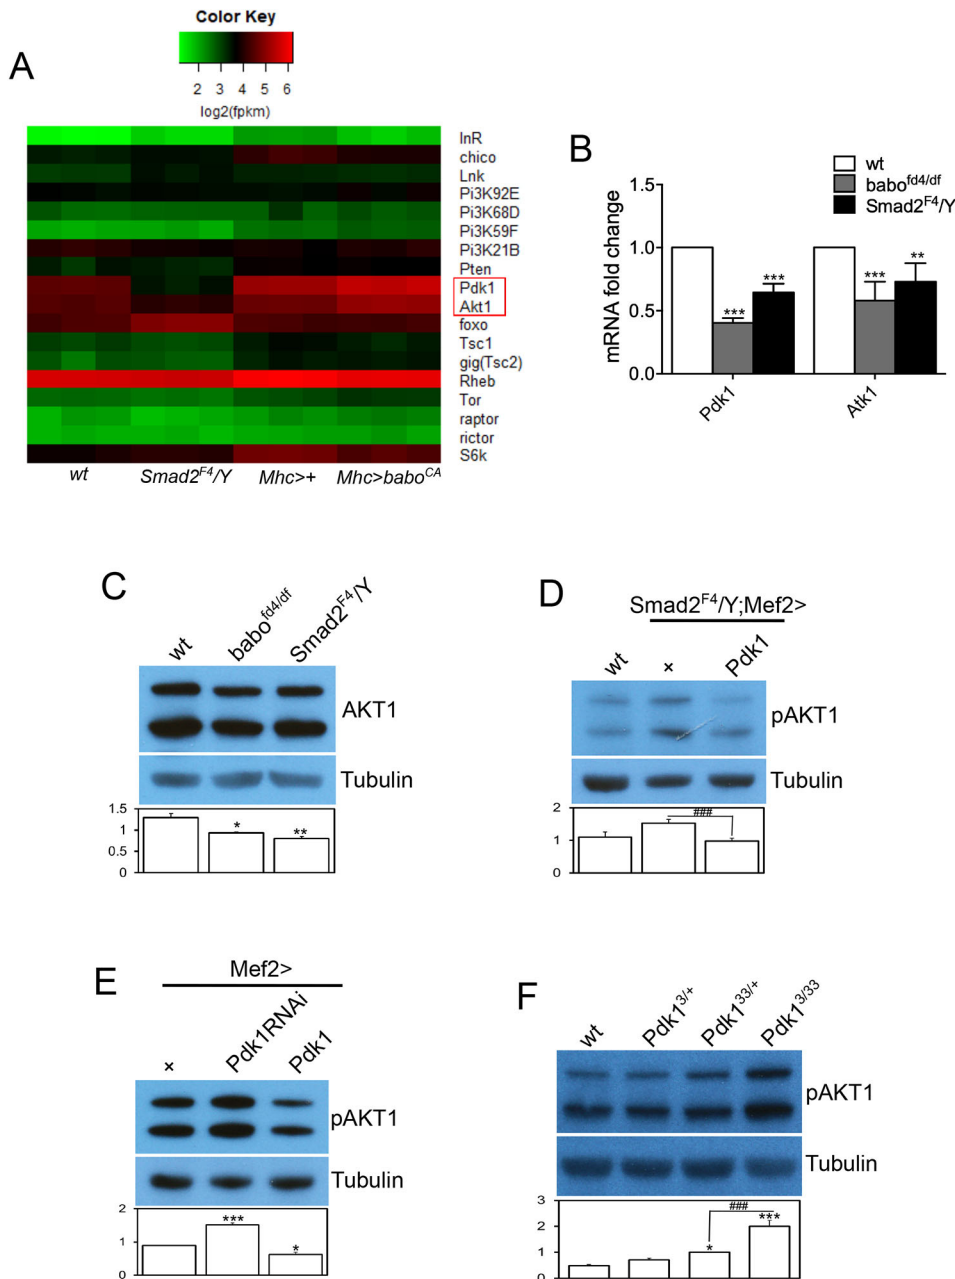 Color Key
A
2 3 4 5 6
log2(fpkm)
InR
chico
Lnk
Pi3K92E
Pi3K68D
Pi3K59F
Pi3K21B
Pten
Pdk1
Akt1
foxo
Tsc1
gig(Tsc2)
Rheb
Tor
raptor
rictor
S6k
wt Smad2F4/Y Mhc>+ Mhc>baboCA
B
wt
babofd4/df
Smad2F4/Y
mRNA fold change
1.5
1.0
0.5
0.0
*** *** *** **
Pdk1 Atk1
C
wt babofd4/df Smad2F4/Y
AKT1
Tubulin
1.5
1
0.5
0
* **
D
Smad2F4/Y;Mef2>
wt + Pdk1
pAKT1
Tubulin
2
1
0
###
E
Mef2>
+ Pdk1RNAi Pdk1
pAKT1
Tubulin
2
1
0
*** *
F
wt Pdk13/+ Pdk133/+ Pdk13/33
pAKT1
Tubulin
3
2
1
0
###
* ***